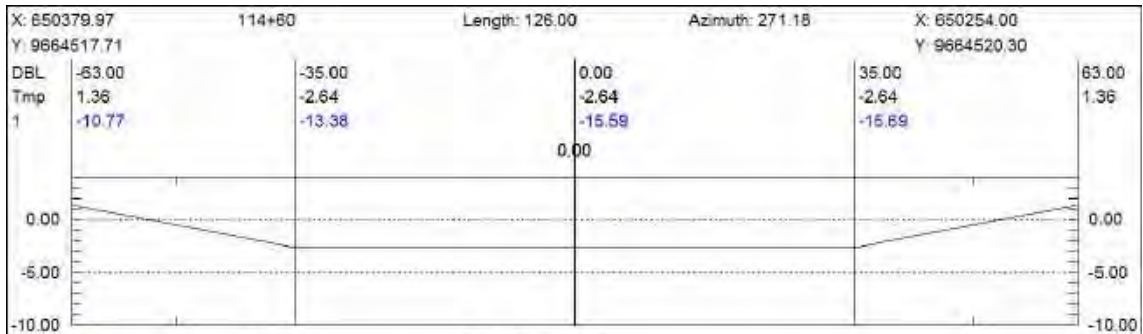 X: 650379.97 114+60 Length: 126.00 Azimuth: 271.18 X: 650254.00
Y: 9664517.71 Y: 9664520.30
DBL -63.00 -35.00 0.00 35.00 63.00
Tmp 1.36 -2.64 -2.64 -2.64 1.36
1 -10.77 -13.38 -15.59 -15.69
0.00
0.00 0.00
-5.00 -5.00
-10.00 -10.00